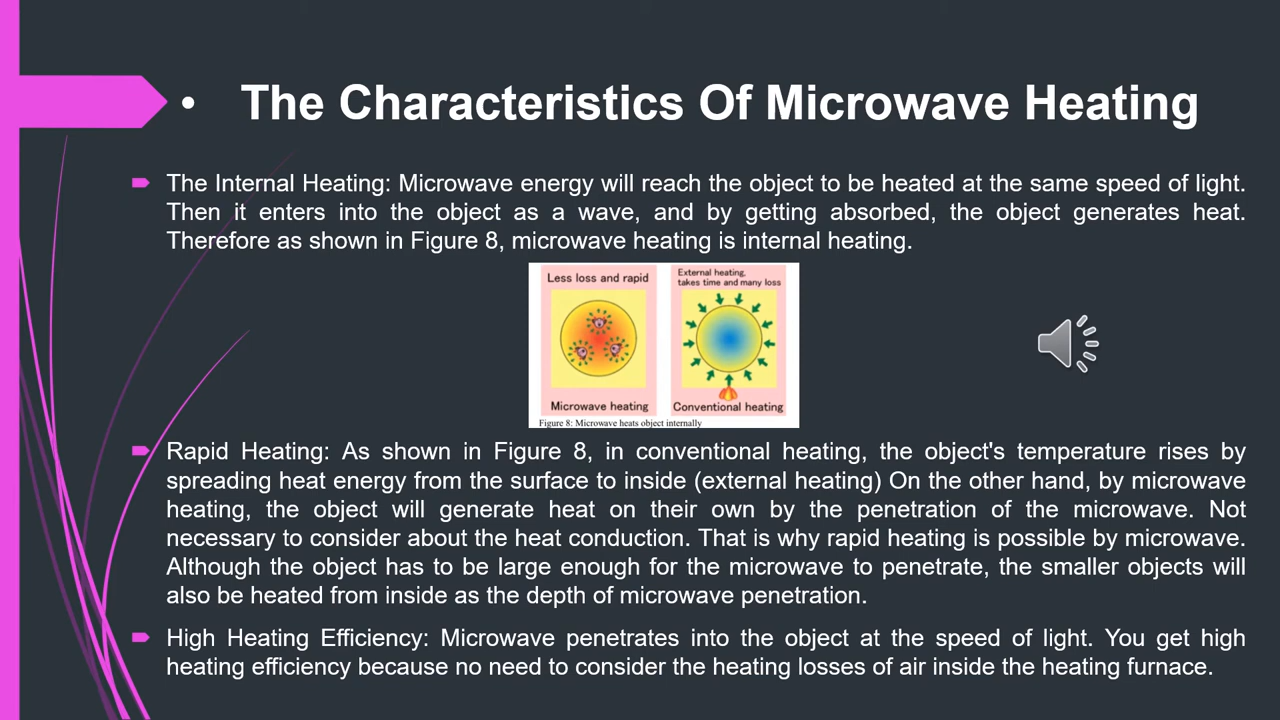 • The Characteristics Of Microwave Heating
The Internal Heating: Microwave energy will reach the object to be heated at the same speed of light.
Then it enters into the object as a wave, and by getting absorbed, the object generates heat.
Therefore as shown in Figure 8, microwave heating is internal heating.
Less loss and rapid
Microwave heating
External heating,
takes time and many loss
Conventional heating
Figure 8: Microwave heats object internally
Rapid Heating: As shown in Figure 8, in conventional heating, the object's temperature rises by
spreading heat energy from the surface to inside (external heating) On the other hand, by microwave
heating, the object will generate heat on their own by the penetration of the microwave. Not
necessary to consider about the heat conduction. That is why rapid heating is possible by microwave.
Although the object has to be large enough for the microwave to penetrate, the smaller objects will
also be heated from inside as the depth of microwave penetration.
High Heating Efficiency: Microwave penetrates into the object at the speed of light. You get high
heating efficiency because no need to consider the heating losses of air inside the heating furnace.